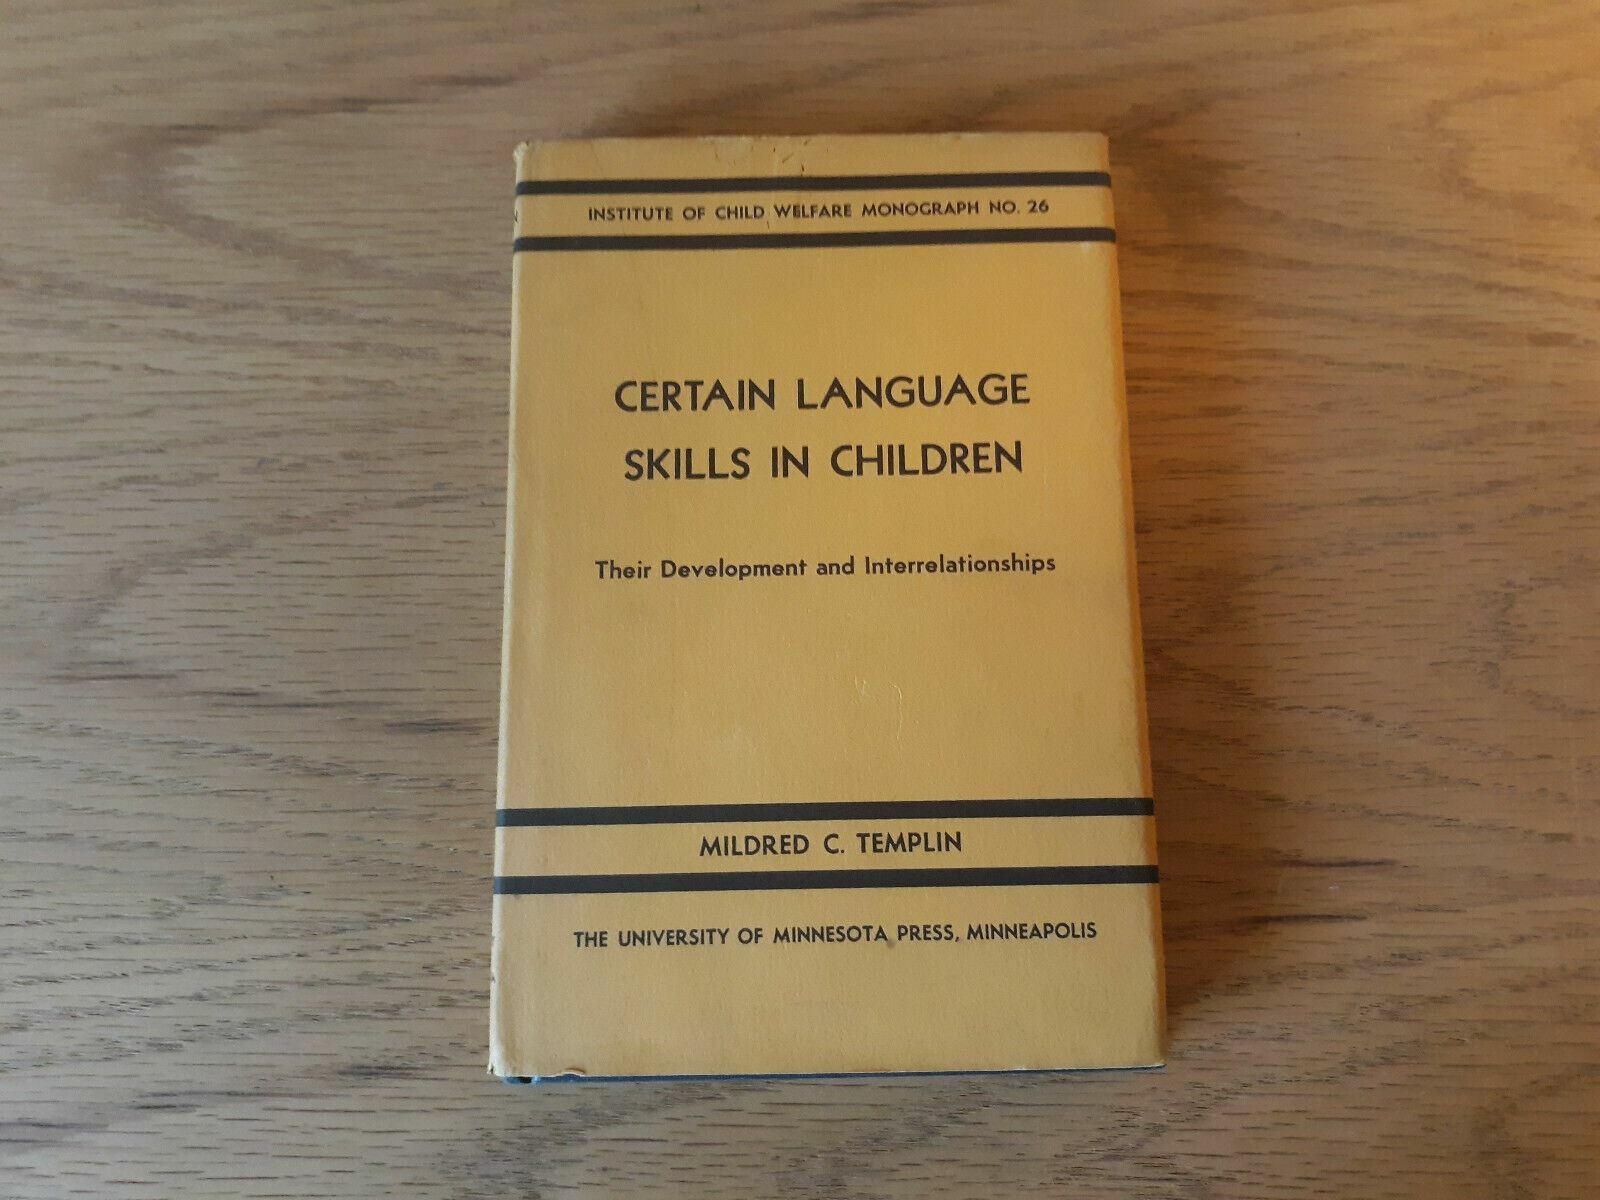 INSTITUTE OF CHILD WELFARE MONOGRAPH NO. 26
CERTAIN LANGUAGE
SKILLS IN CHILDREN
Their Development and Interrelationships
MILDRED C. TEMPLIN
THE UNIVERSITY OF MINNESOTA PRESS, MINNEAPOLIS